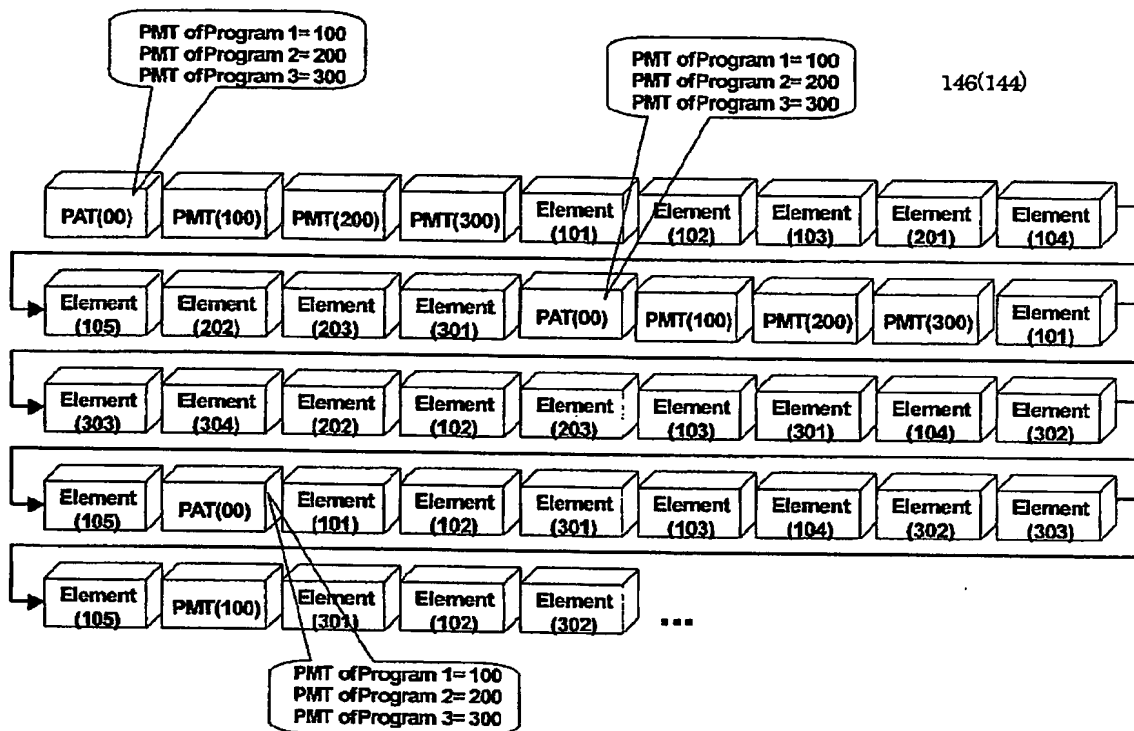 PMT of Program 1= 100
PMT of Program 2= 200
PMT of Program 3= 300
PMT of Program 1= 100
PMT of Program 2= 200
PMT of Program 3= 300
146(144)
PAT(00)
PMT(100)
PMT(200)
PMT(300)
Element
(101)
Element
(102)
Element
(103)
Element
(201)
Element
(104)
Element
(105)
Element
(202)
Element
(203)
Element
(301)
PAT(00)
PMT(100)
PMT(200)
PMT(300)
Element
(101)
Element
(303)
Element
(304)
Element
(202)
Element
(102)
Element
(203)
Element
(103)
Element
(301)
Element
(104)
Element
(302)
Element
(105)
PAT(00)
Element
(101)
Element
(102)
Element
(301)
Element
(103)
Element
(104)
Element
(302)
Element
(303)
Element
(105)
PMT(100)
Element
(301)
Element
(102)
Element
(302)
...
PMT of Program 1= 100
PMT of Program 2= 200
PMT of Program 3= 300